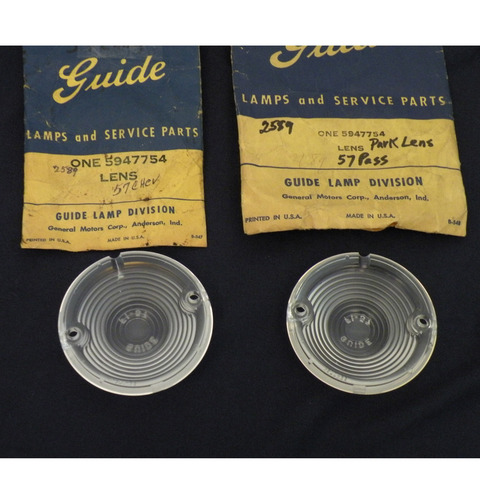 Guide
LAMPS and SERVICE PARTS
ONE 5947754
2589
LENS
57 Chev
GUIDE LAMP DIVISION
General Motors Corp., Anderson, Ind.
PRINTED IN U.S.A. MADE IN U.S.A. D-347
Guide
LAMPS and SERVICE PARTS
2589
ONE 5947754
LENS Park Lens
57 Pass
GUIDE LAMP DIVISION
General Motors Corp., Anderson, Ind.
PRINTED IN U.S.A. MADE IN U.S.A. D-347
GUIDE
GUIDE